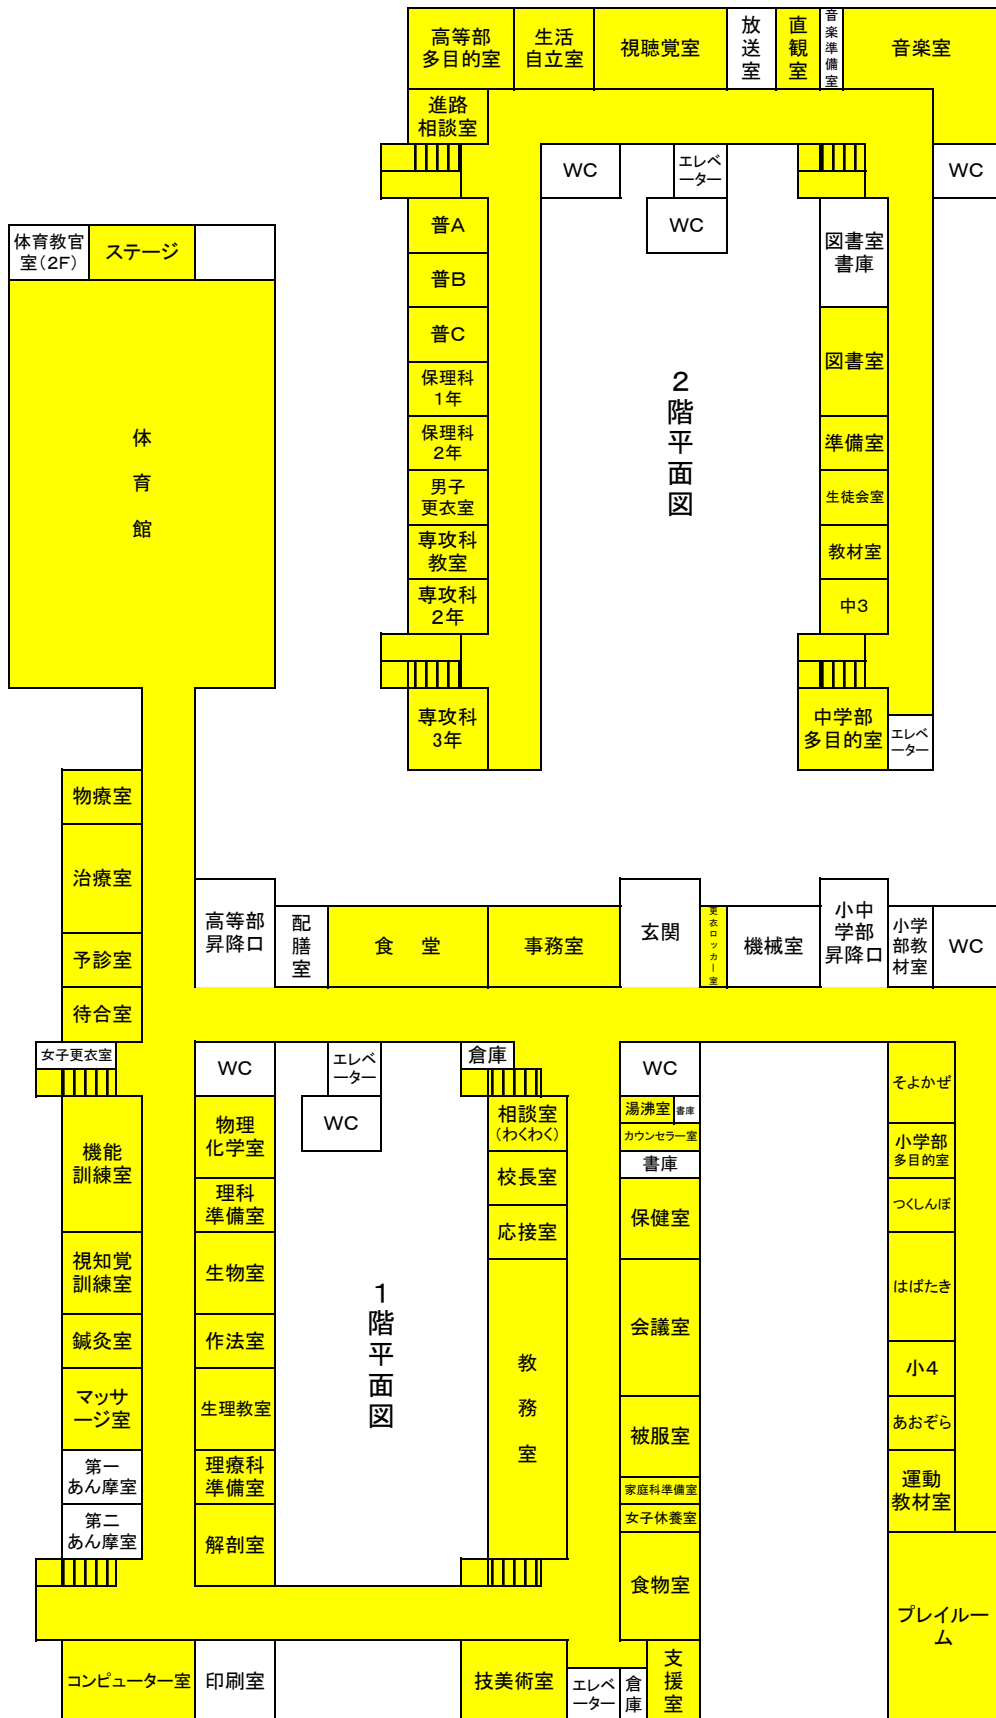 高等部
多目的室
生活
自立室
視聴覚室
放
送
室
直
観
室
音
楽
準
備
室
音楽室
進路
相談室
WC
エレベ
ーター
WC
WC
普A
普B
普C
保理科
1年
保理科
2年
男子
更衣室
専攻科
教室
専攻科
2年
専攻科
3年
2
階
平
面
図
図書室
書庫
図書室
準備室
生徒会室
教材室
中3
中学部
多目的室
エレベ
ーター
体育教官
室(2F)
ステージ
体
育
館
物療室
治療室
予診室
待合室
女子更衣室
高等部
昇降口
配
膳
室
食 堂
事務室
玄関
更
衣
ロ
ッ
カ
ー
室
機械室
小中
学部
昇降口
小学
部教
材室
WC
WC
エレベ
ーター
WC
倉庫
WC
機能
訓練室
視知覚
訓練室
鍼灸室
マッサ
ージ室
第一
あん摩室
第二
あん摩室
物理
化学室
理科
準備室
生物室
作法室
生理教室
理療科
準備室
解剖室
1
階
平
面
図
相談室
(わくわく)
校長室
応接室
教
務
室
湯沸室
書庫
カウンセラー室
書庫
保健室
会議室
被服室
家庭科準備室
女子休養室
食物室
そよかぜ
小学部
多目的室
つくしんぼ
はばたき
小4
あおぞら
運動
教材室
プレイルー
ム
コンピューター室
印刷室
技美術室
エレベ
ーター
倉
庫
支
援
室